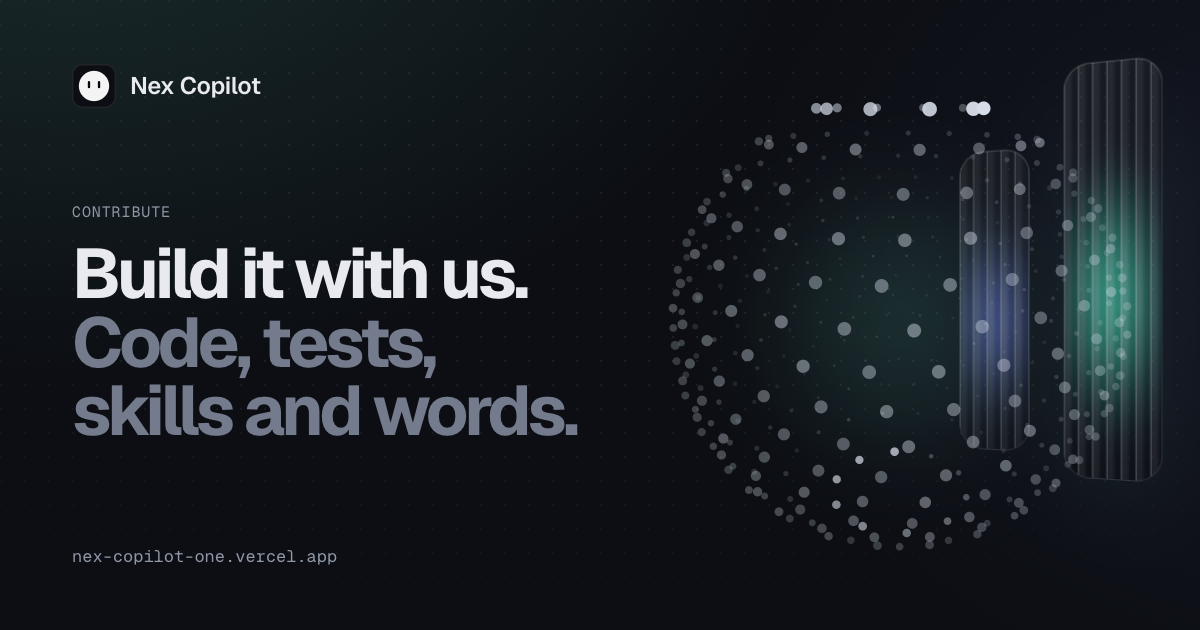 Nex Copilot
CONTRIBUTE
Build it with us.
Code, tests,
skills and words.
nex-copilot-one.vercel.app